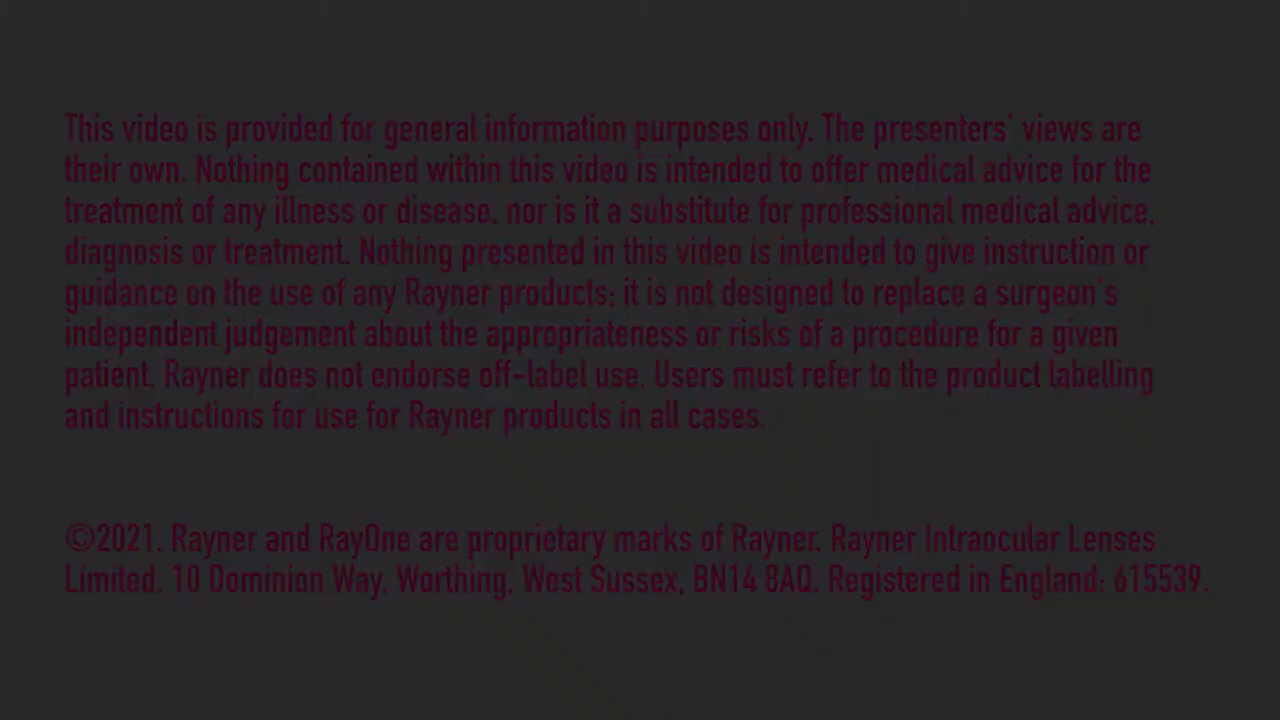 This video is provided for general information purposes only. The presenters' views are
their own. Nothing contained within this video is intended to offer medical advice for the
treatment of any illness or disease, nor is it a substitute for professional medical advice,
diagnosis or treatment. Nothing presented in this video is intended to give instruction or
guidance on the use of any Rayner products; it is not designed to replace a surgeon's
independent judgement about the appropriateness or risks of a procedure for a given
patient. Rayner does not endorse off-label use. Users must refer to the product labelling
and instructions for use for Rayner products in all cases.
©2021. Rayner and RayOne are proprietary marks of Rayner. Rayner Intraocular Lenses
Limited, 10 Dominion Way, Worthing, West Sussex, BN14 8AQ. Registered in England: 615539.